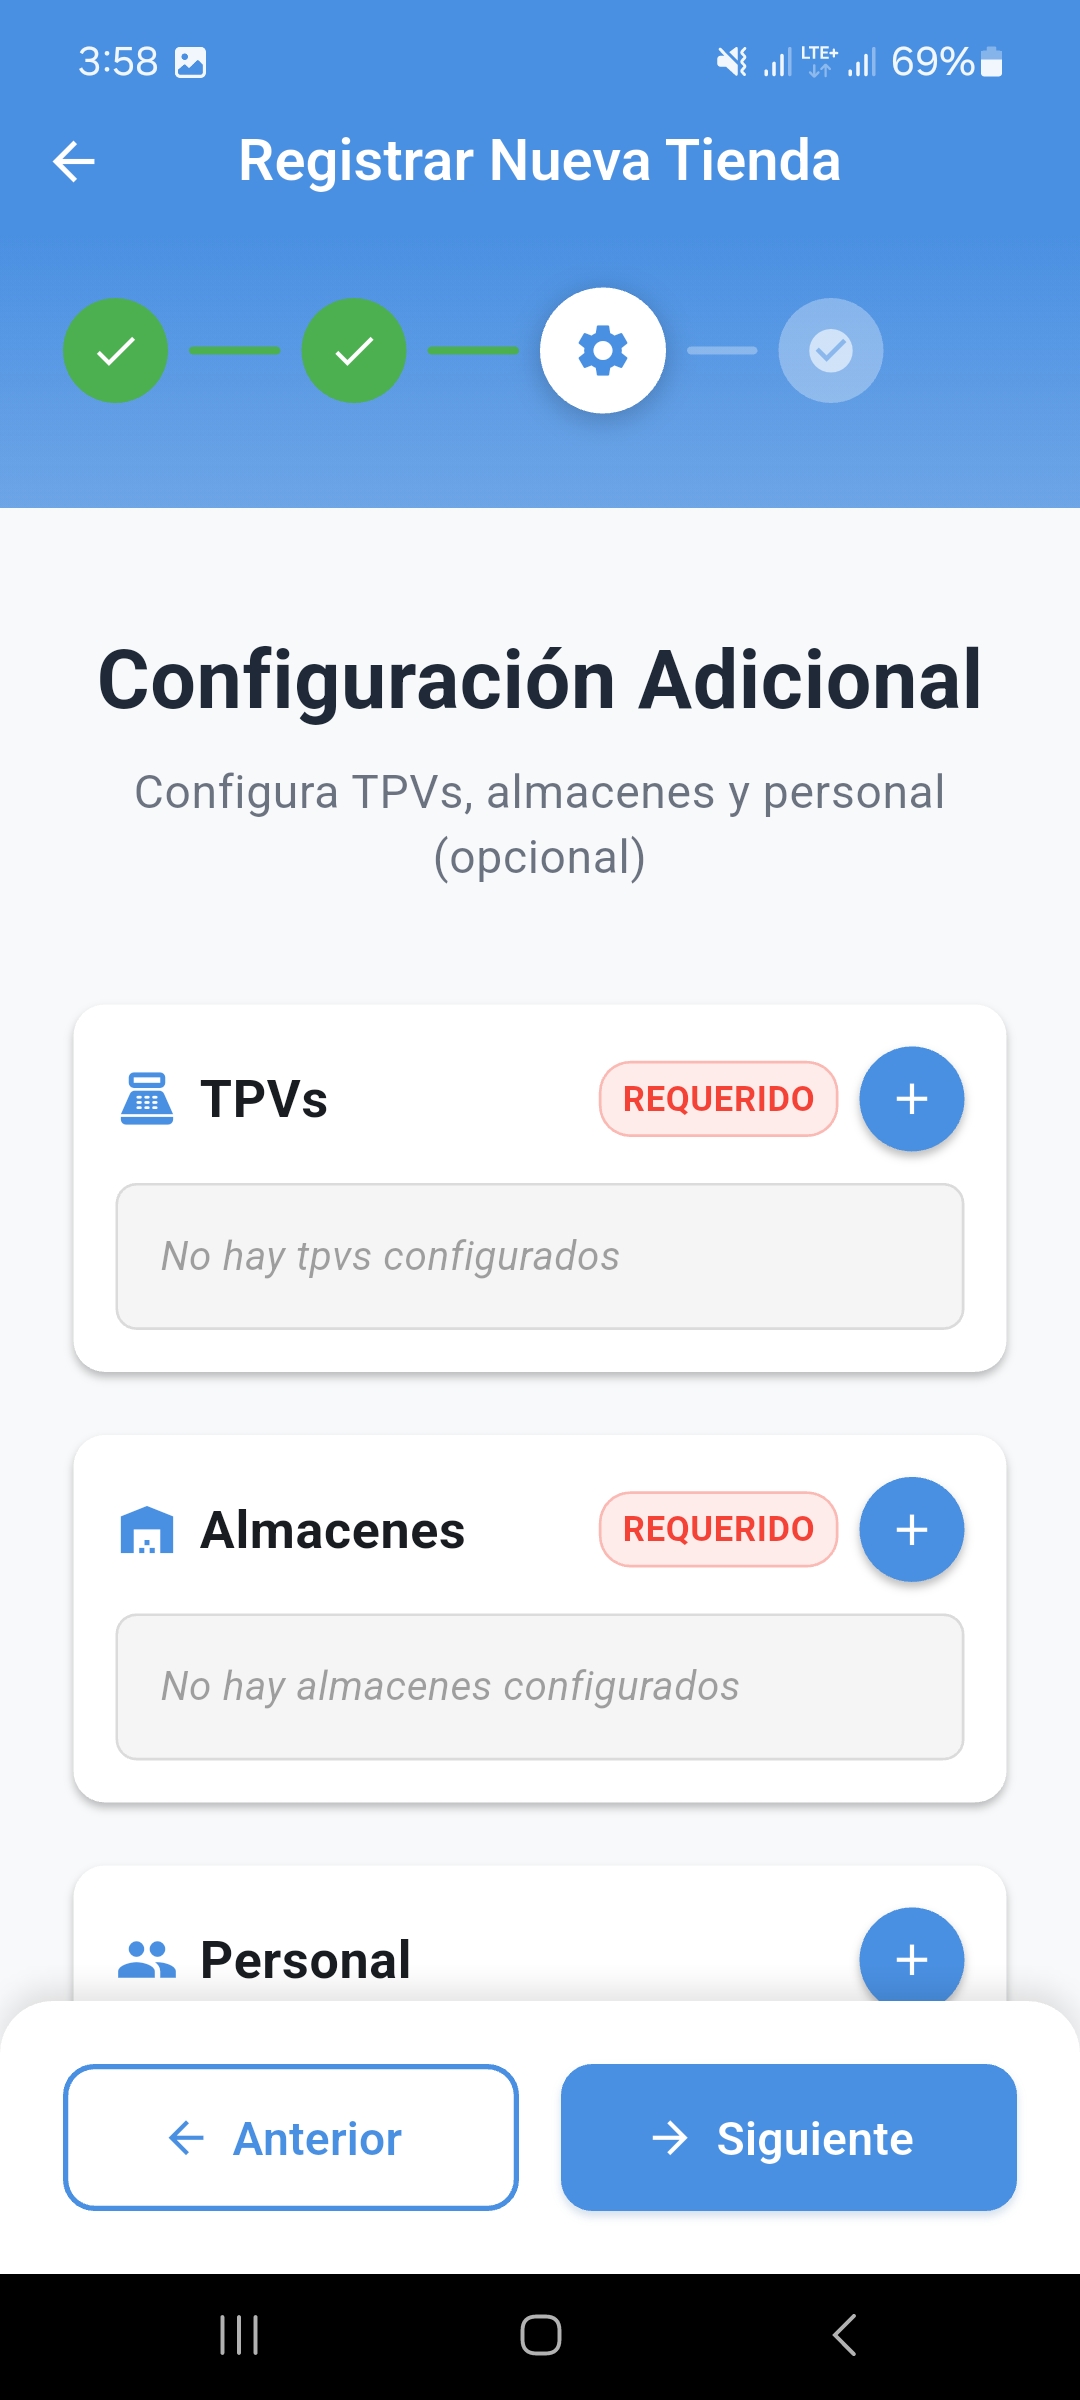 3:58
LTE+
69%
Registrar Nueva Tienda
Configuración Adicional
Configura TPVs, almacenes y personal
(opcional)
TPVs
REQUERIDO
No hay tpvs configurados
Almacenes
REQUERIDO
No hay almacenes configurados
Personal
Anterior
Siguiente